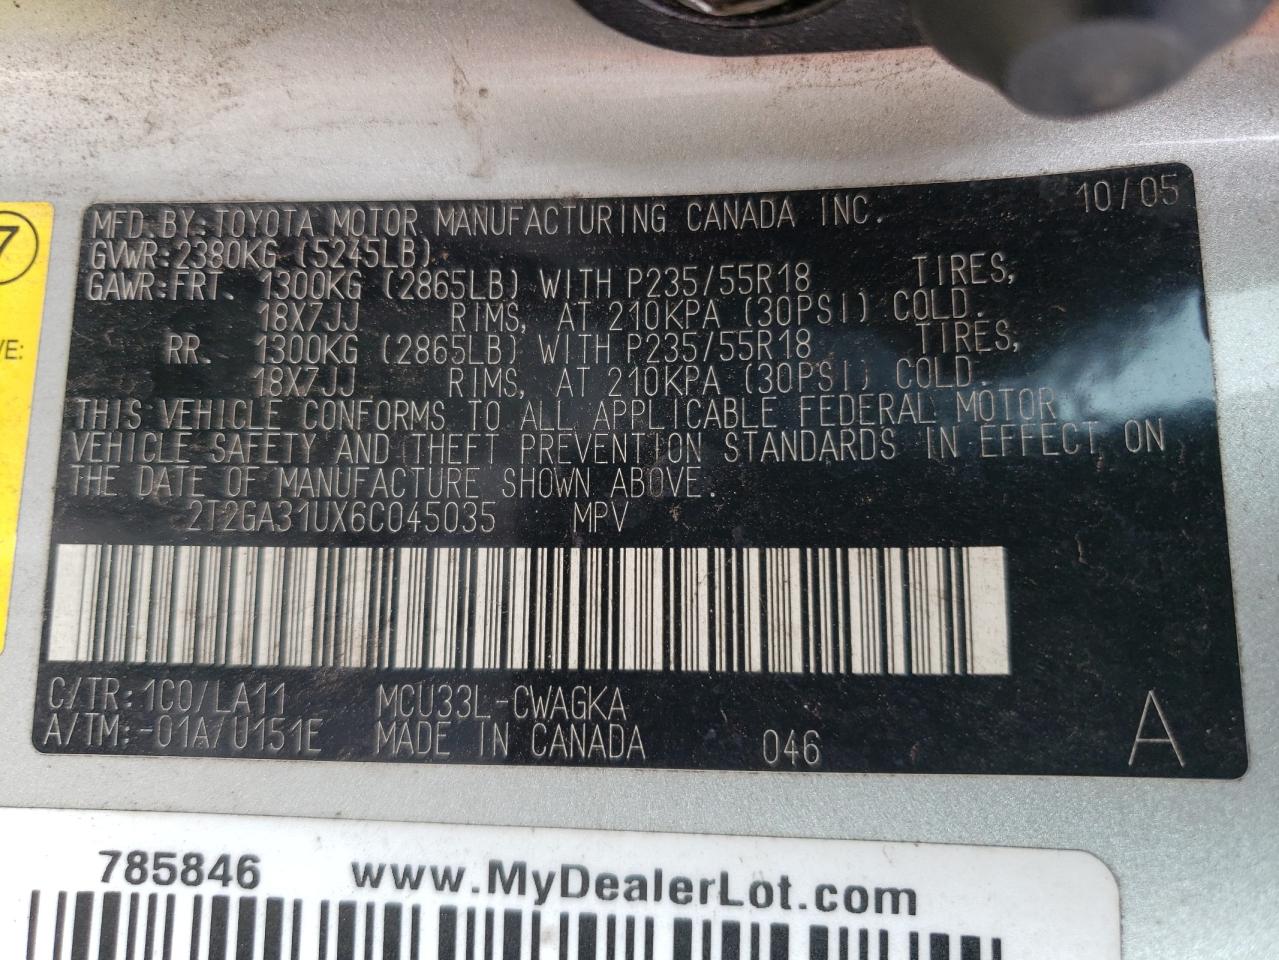 MFD.BY:TOYOTA MOTOR MANUFACTURING CANADA INC. 10/05
GVWR:2380KG (5245LB)
GAWR:FRT. 1300KG (2865LB) WITH P235/55R18 TIRES,
18X7JJ RIMS, AT 210KPA (30PSI) COLD.
RR. 1300KG (2865LB) WITH P235/55R18 TIRES,
18X7JJ RIMS, AT 210KPA (30PSI) COLD.
THIS VEHICLE CONFORMS TO ALL APPLICABLE FEDERAL MOTOR
VEHICLE SAFETY AND THEFT PREVENTION STANDARDS IN EFFECT ON
THE DATE OF MANUFACTURE SHOWN ABOVE.
2T2GA31UX6C045035 MPV
C/TR:1C0/LA11 MCU33L-CWAGKA
A/TM:-01A/U151E MADE IN CANADA 046 A
7
VE:
785846 www.MyDealerLot.com